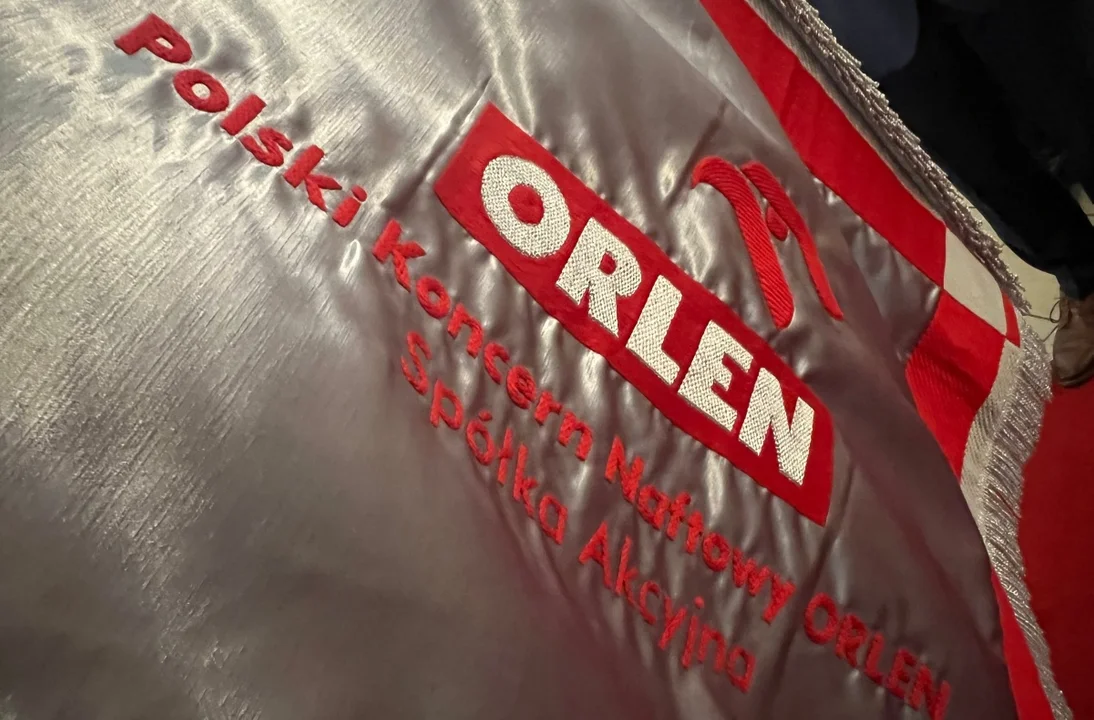 ORLEN
Polski Koncern Naftowy ORLEN
Spółka Akcyjna